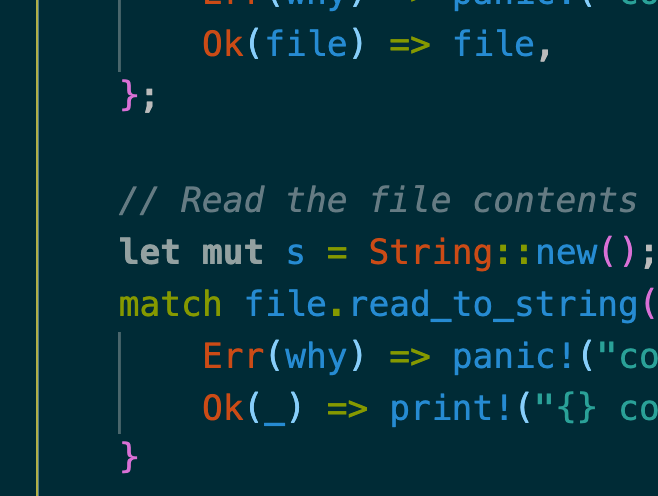 Err(why) => panic!("co
Ok(file) => file,
};
// Read the file contents
let mut s = String::new();
match file.read_to_string(
Err(why) => panic!("co
Ok(_) => print!("{} co
}